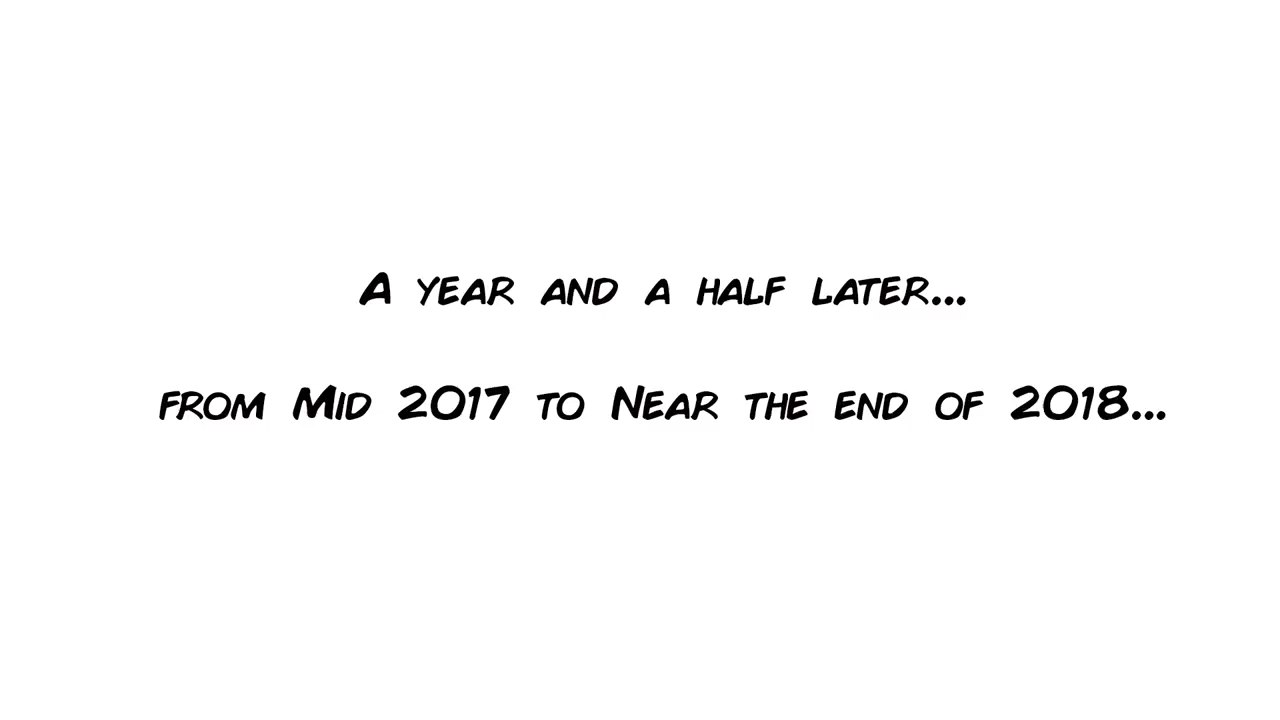 A year and a half later...
from Mid 2017 to Near the end of 2018...